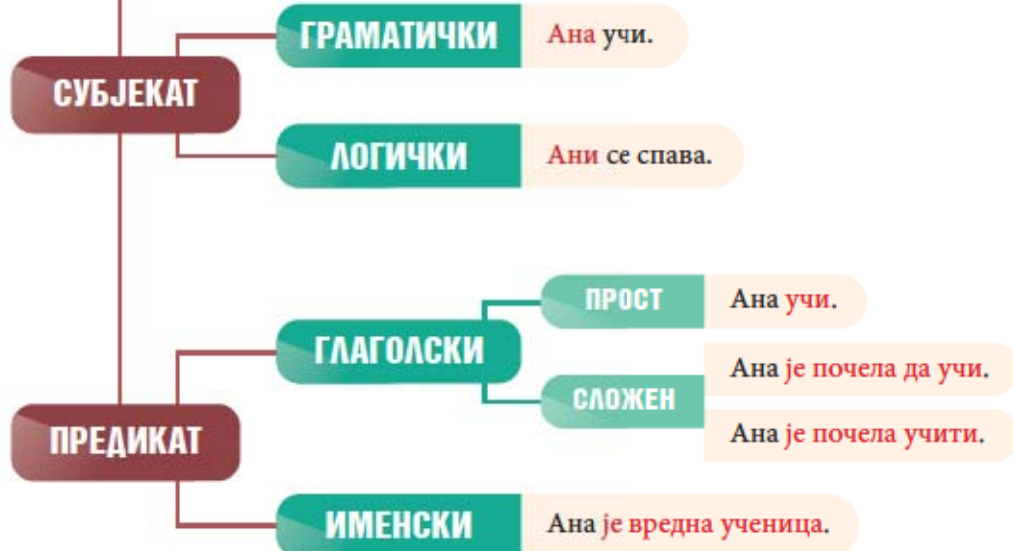 ГРАМАТИЧКИ Ана учи.
СУБЈЕКАТ
ЛОГИЧКИ Ани се спава.
ПРОСТ Ана учи.
ГЛАГОЛСКИ
Ана је почела да учи.
СЛОЖЕН
Ана је почела учити.
ПРЕДИКАТ
ИМЕНСКИ Ана је вредна ученица.